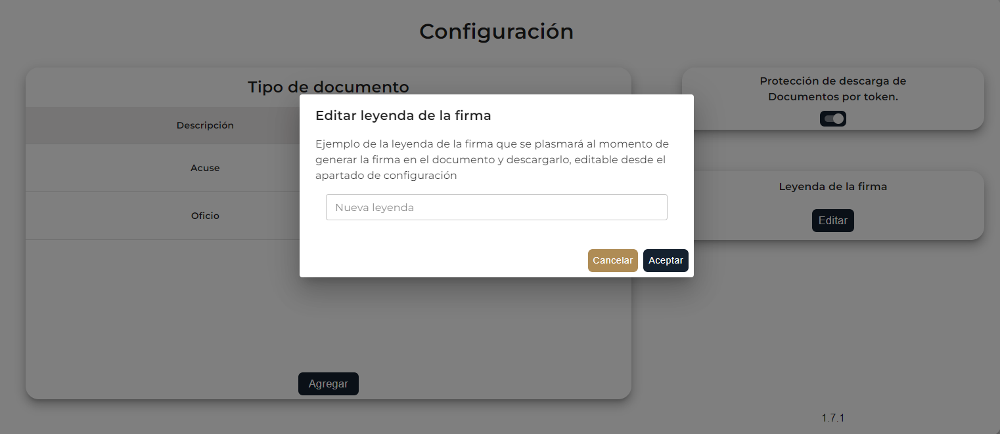 Configuración
Tipo de documento
Descripción
Acuse
Oficio
Agregar
Protección de descarga de
Documentos por token.
Leyenda de la firma
Editar
Editar leyenda de la firma
Ejemplo de la leyenda de la firma que se plasmará al momento de
generar la firma en el documento y descargarlo, editable desde el
apartado de configuración
Nueva leyenda
Cancelar Aceptar
1.7.1